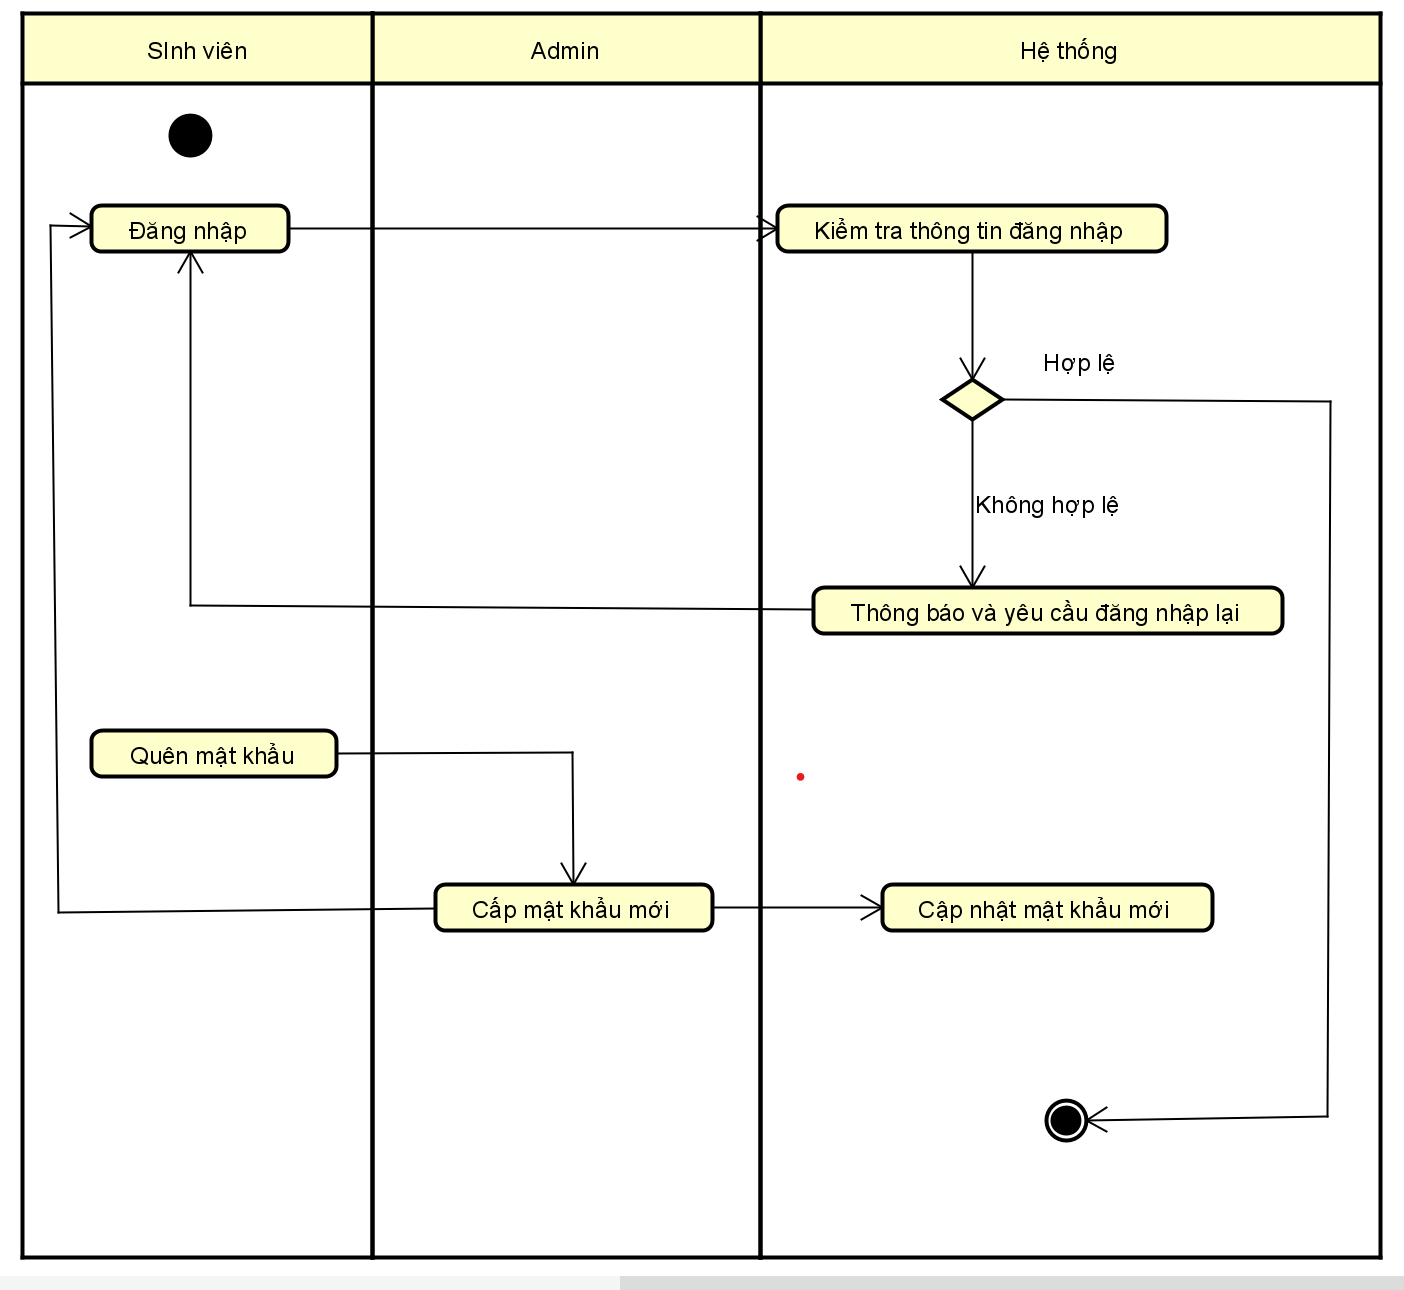 SInh viên
Admin
Hệ thống
Đăng nhập
Kiểm tra thông tin đăng nhập
Hợp lệ
Không hợp lệ
Thông báo và yêu cầu đăng nhập lại
Quên mật khẩu
Cấp mật khẩu mới
Cập nhật mật khẩu mới